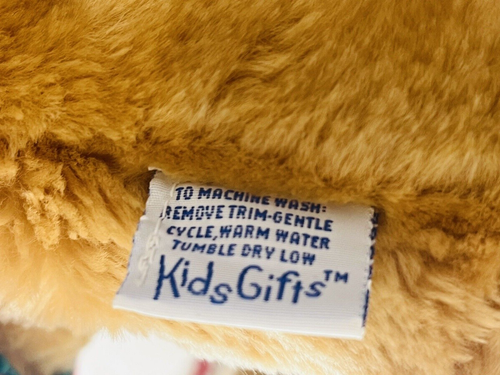 TO MACHINE WASH:
REMOVE TRIM-GENTLE
CYCLE, WARM WATER
TUMBLE DRY LOW
KidsGifts™